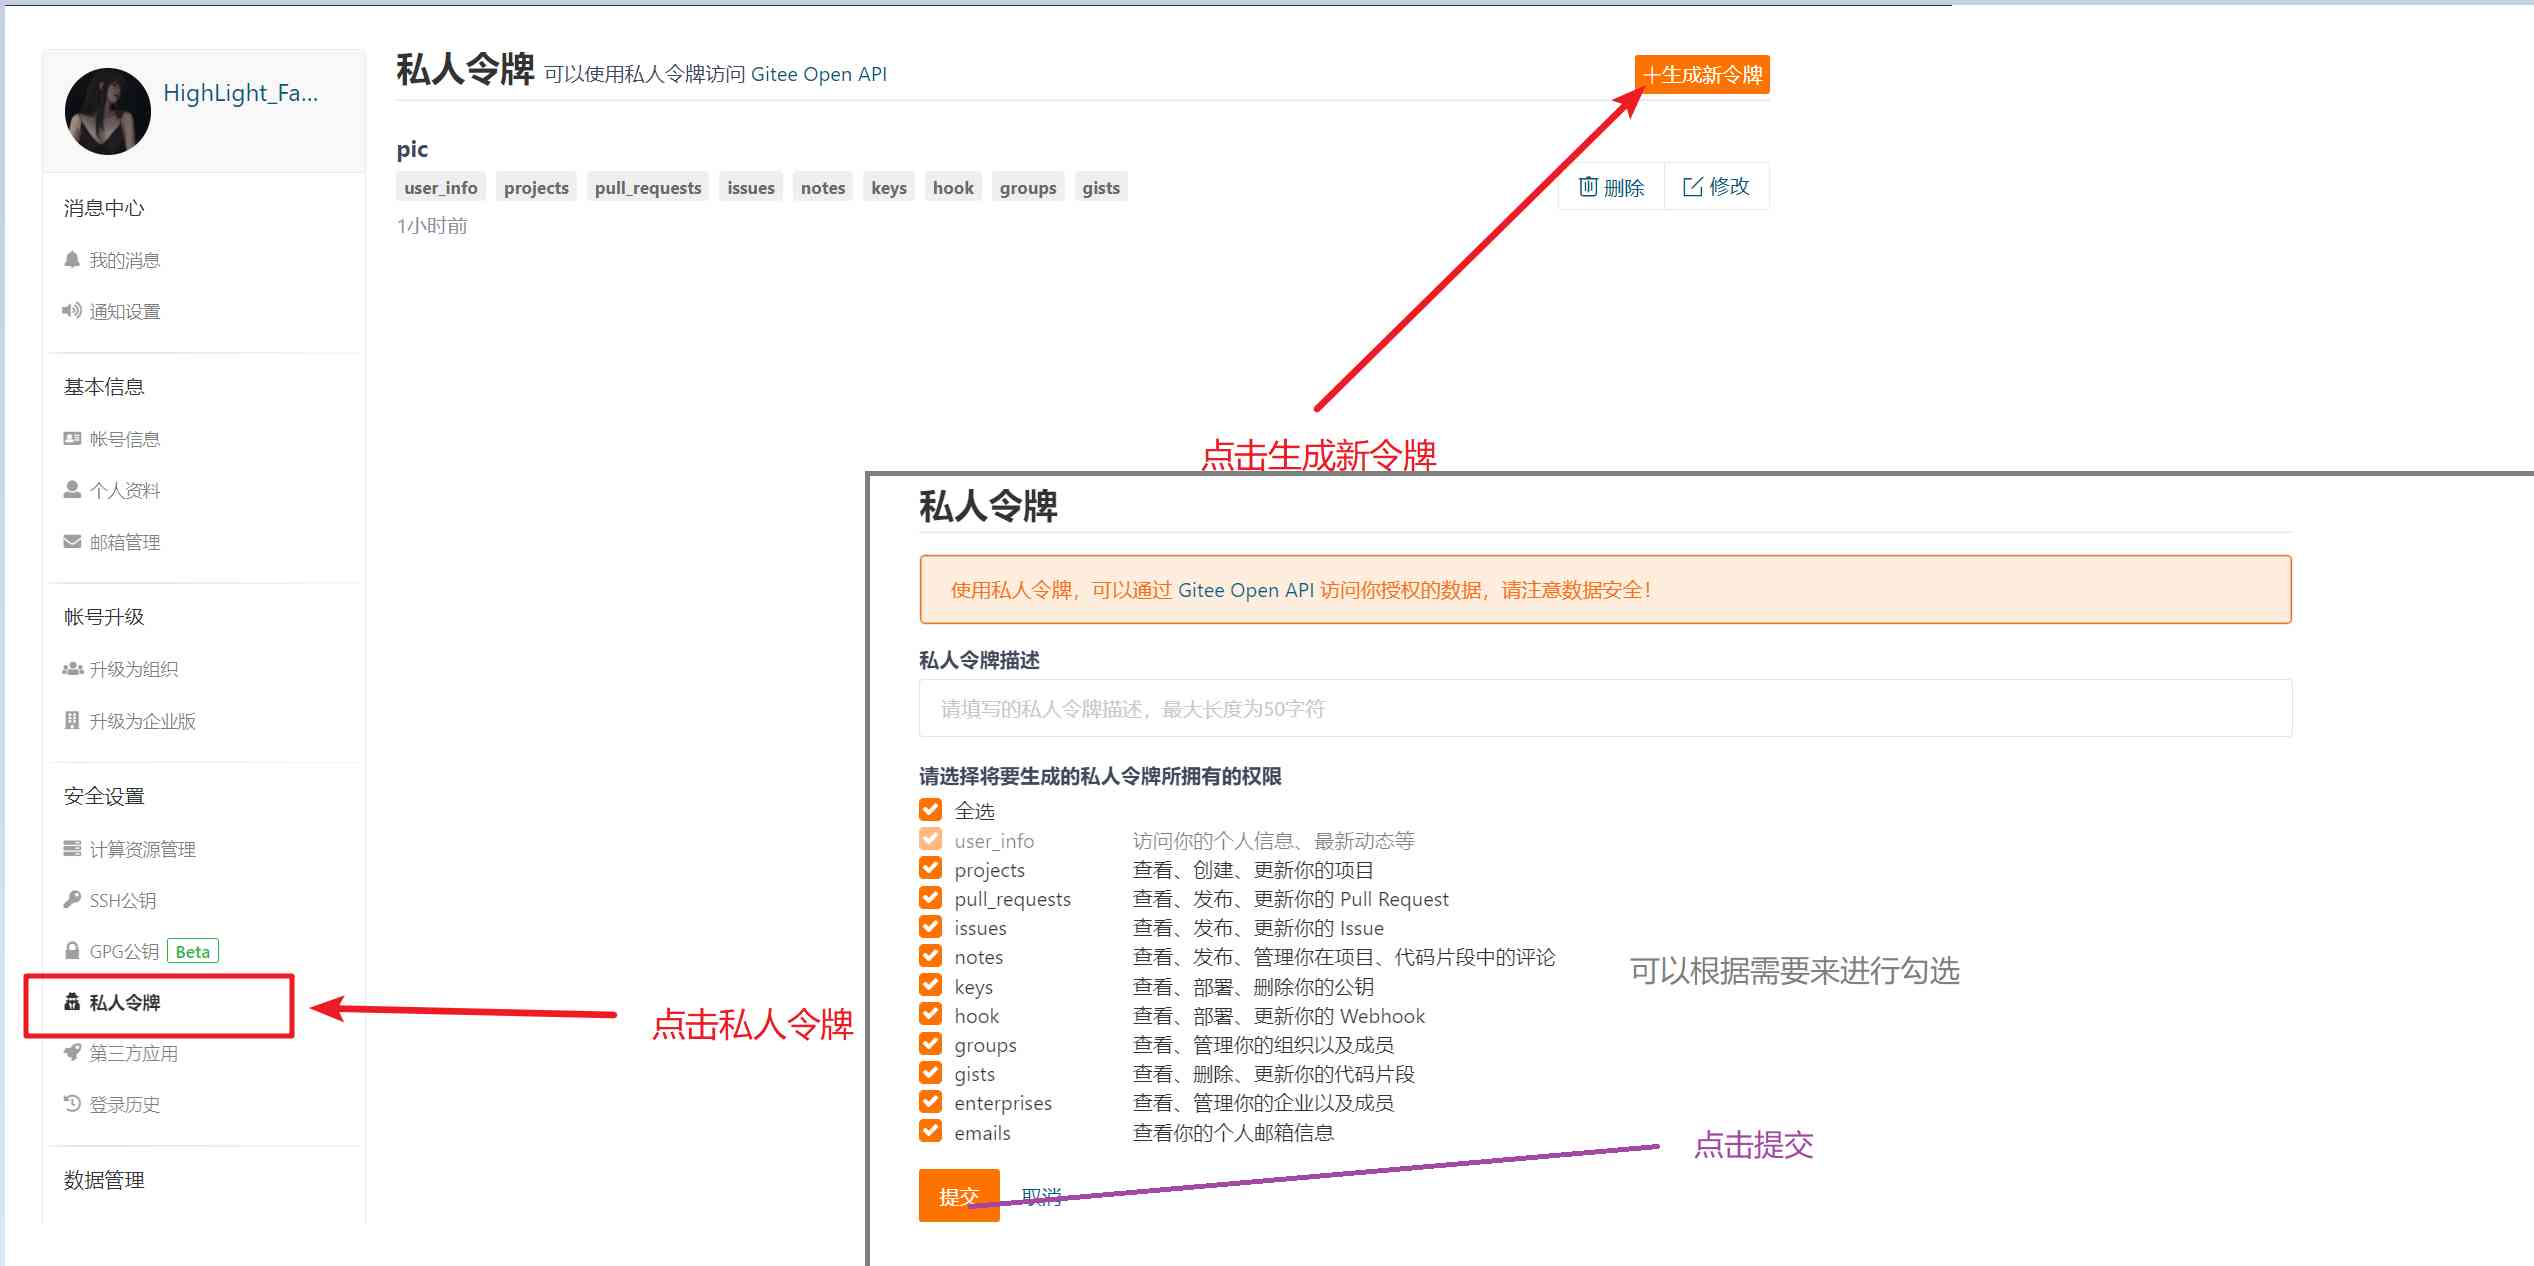 HighLight_Fa...
消息中心
我的消息
通知设置
基本信息
帐号信息
个人资料
邮箱管理
帐号升级
升级为组织
升级为企业版
安全设置
计算资源管理
SSH公钥
GPG公钥 Beta
私人令牌
第三方应用
登录历史
数据管理
私人令牌 可以使用私人令牌访问 Gitee Open API
+生成新令牌
pic
user_info projects pull_requests issues notes keys hook groups gists
删除 修改
1小时前
点击生成新令牌
点击私人令牌
私人令牌
使用私人令牌，可以通过 Gitee Open API 访问你授权的数据，请注意数据安全！
私人令牌描述
请填写的私人令牌描述，最大长度为50字符
请选择将要生成的私人令牌所拥有的权限
全选
user_info 访问你的个人信息、最新动态等
projects 查看、创建、更新你的项目
pull_requests 查看、发布、更新你的 Pull Request
issues 查看、发布、更新你的 Issue
notes 查看、发布、管理你在项目、代码片段中的评论
可以根据需要来进行勾选
keys 查看、部署、删除你的公钥
hook 查看、部署、更新你的 Webhook
groups 查看、管理你的组织以及成员
gists 查看、删除、更新你的代码片段
enterprises 查看、管理你的企业以及成员
emails 查看你的个人邮箱信息
点击提交
提交 取消